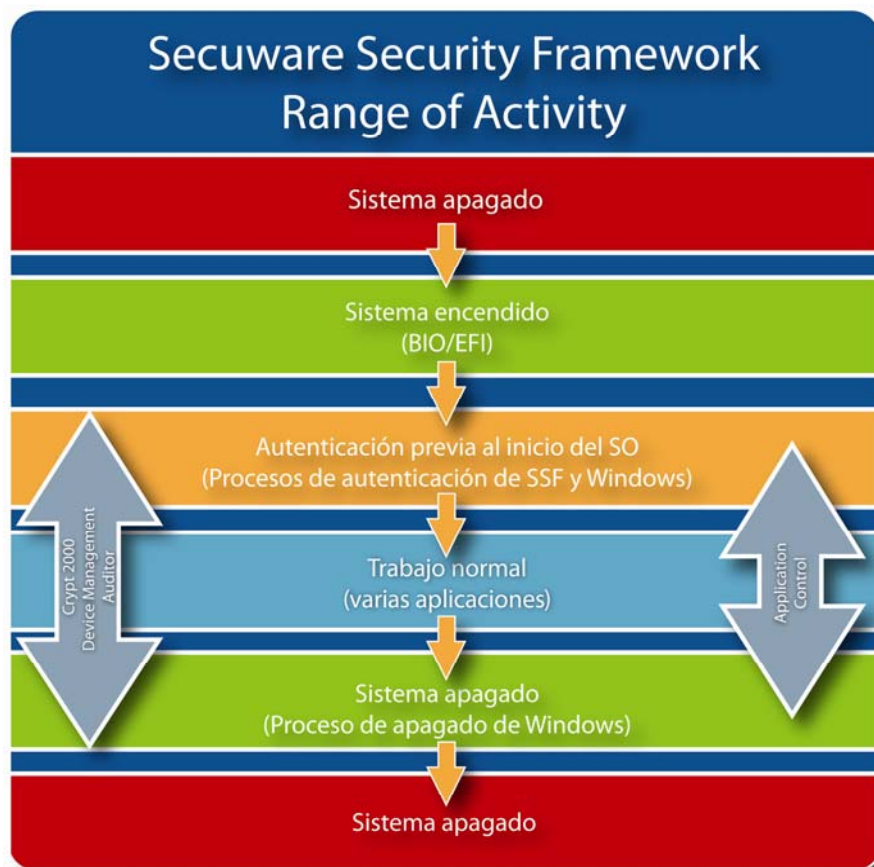 Secuware Security Framework
Range of Activity
Sistema apagado
Sistema encendido
(BIO/EFI)
Autenticación previa al inicio del SO
(Procesos de autenticación de SSF y Windows)
Crypt 2000
Device Management
Auditor
Application
Control
Trabajo normal
(varias aplicaciones)
Sistema apagado
(Proceso de apagado de Windows)
Sistema apagado